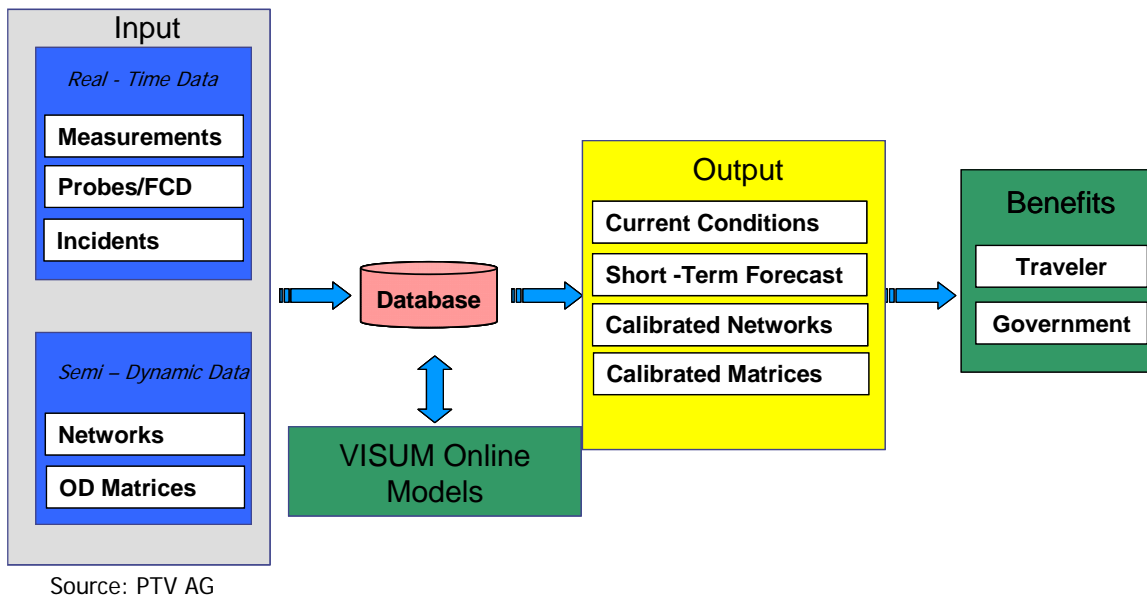 Input
Real - Time Data
Measurements
Probes/FCD
Incidents
Semi – Dynamic Data
Networks
OD Matrices
Database
VISUM Online
Models
Output
Current Conditions
Short -Term Forecast
Calibrated Networks
Calibrated Matrices
Benefits
Traveler
Government
Source: PTV AG